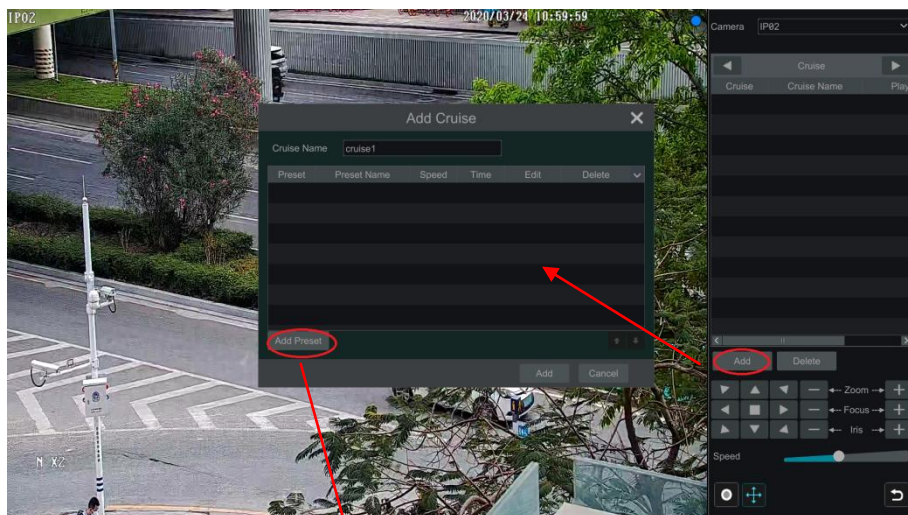 IP02
2020/03/24 10:59:59
Camera IP02
Cruise
Cruise Cruise Name Play
Add Cruise
Cruise Name cruise1
Preset Preset Name Speed Time Edit Delete
Add Preset
Add Cancel
Add Delete
Zoom
Focus
Iris
Speed
N X2